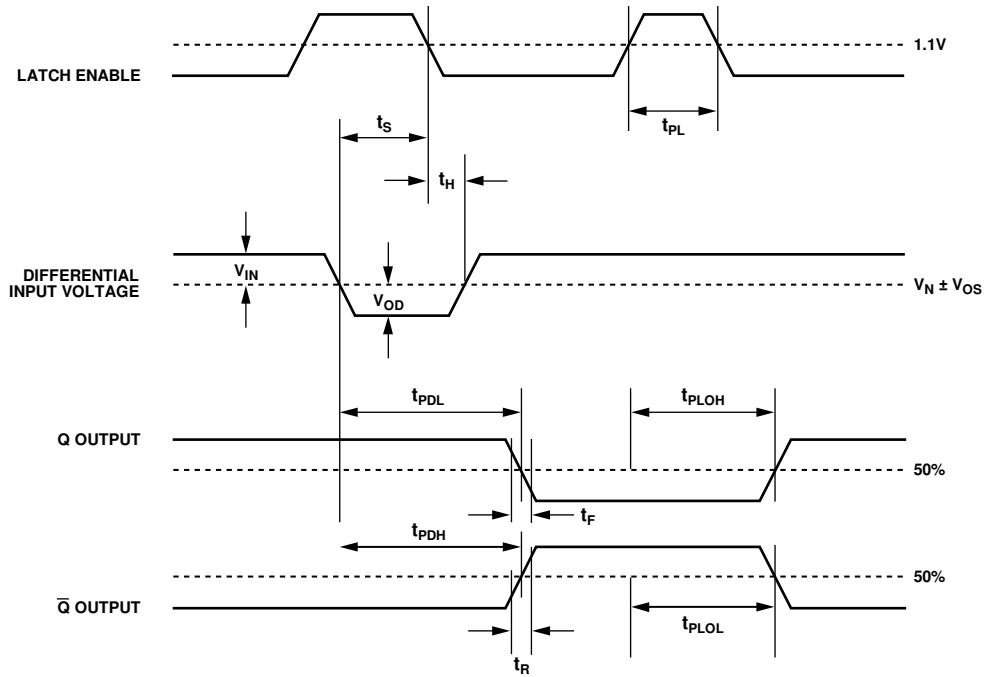 1.1V
LATCH ENABLE
tS
tPL
tH
VIN
DIFFERENTIAL
INPUT VOLTAGE
VN ± VOS
VOD
tPDL
tPLOH
Q OUTPUT
50%
tF
tPDH
50%
Q̅ OUTPUT
tPLOL
tR